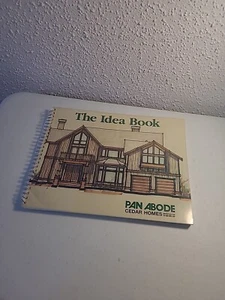 The Idea Book
PAN ABODE
CEDAR HOMES